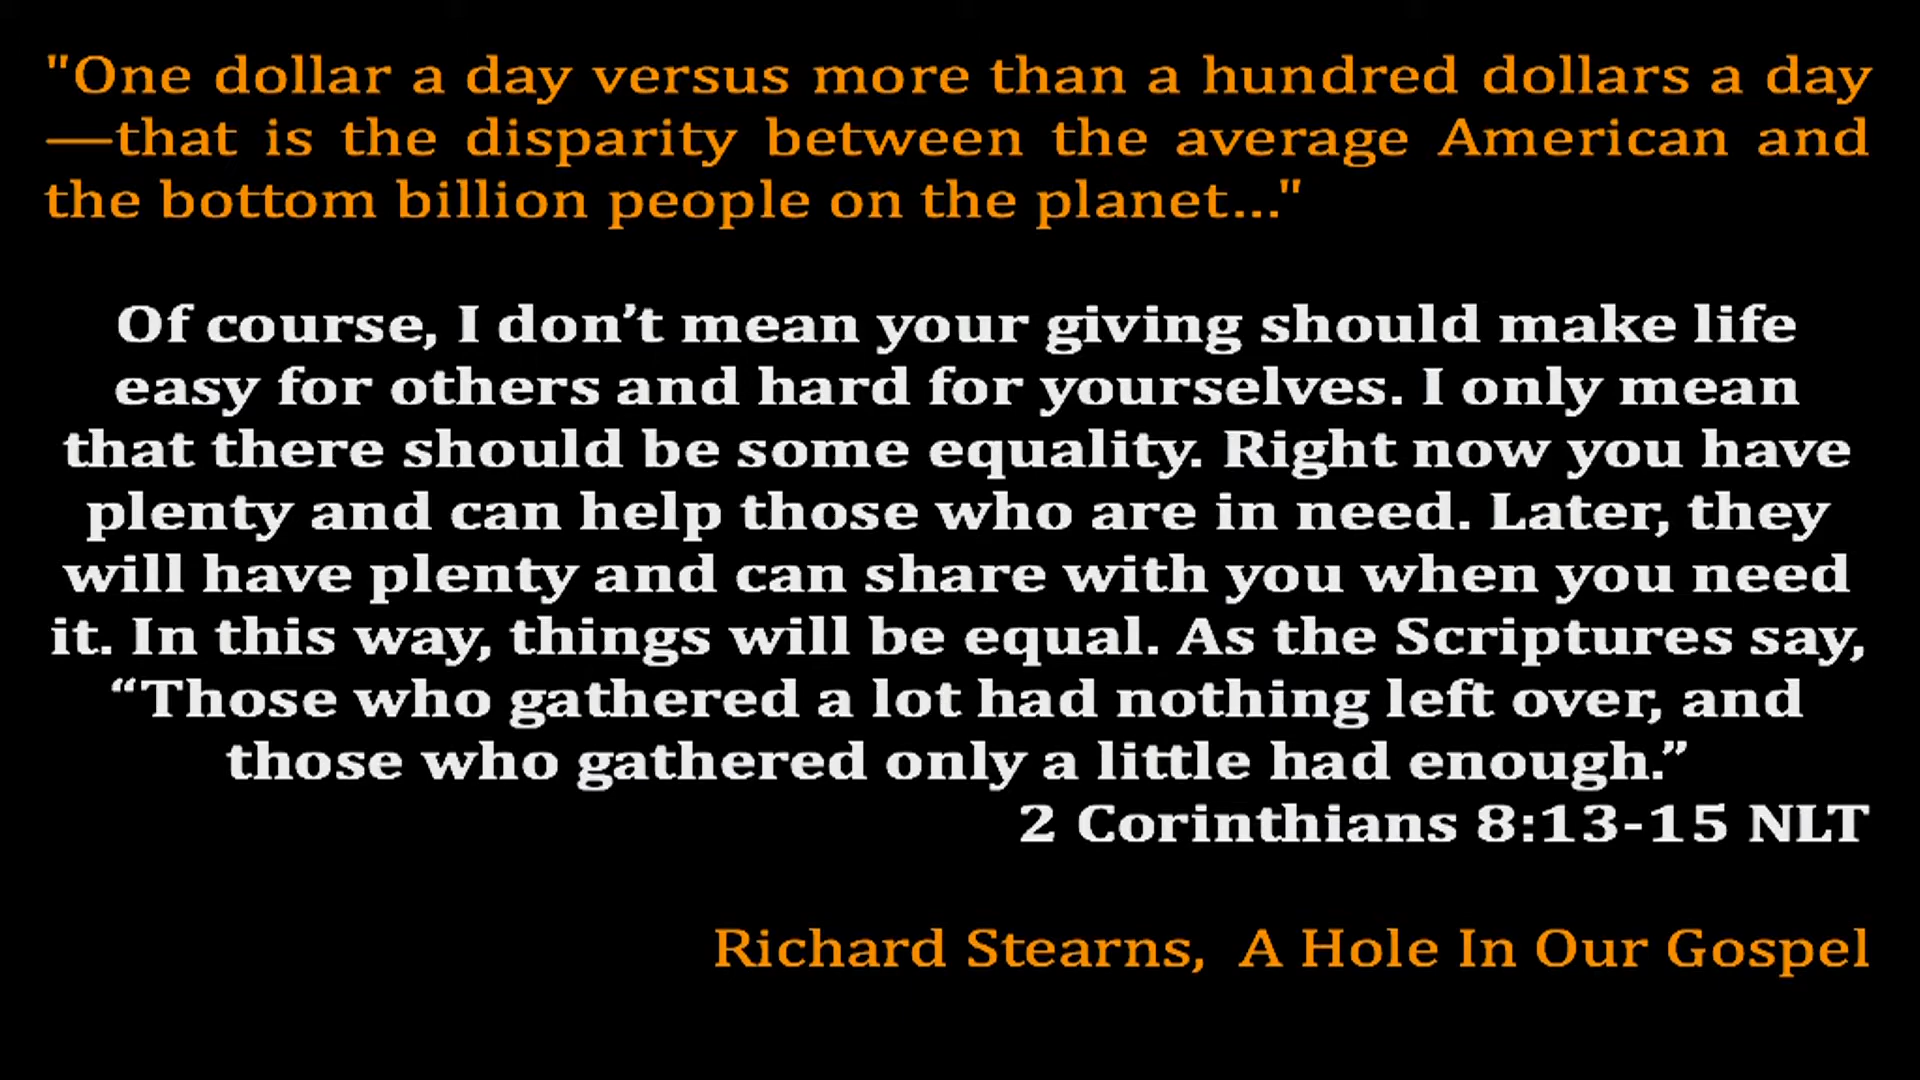 "One dollar a day versus more than a hundred dollars a day
—that is the disparity between the average American and
the bottom billion people on the planet..."
Of course, I don’t mean your giving should make life
easy for others and hard for yourselves. I only mean
that there should be some equality. Right now you have
plenty and can help those who are in need. Later, they
will have plenty and can share with you when you need
it. In this way, things will be equal. As the Scriptures say,
“Those who gathered a lot had nothing left over, and
those who gathered only a little had enough.”
2 Corinthians 8:13-15 NLT
Richard Stearns,  A Hole In Our Gospel